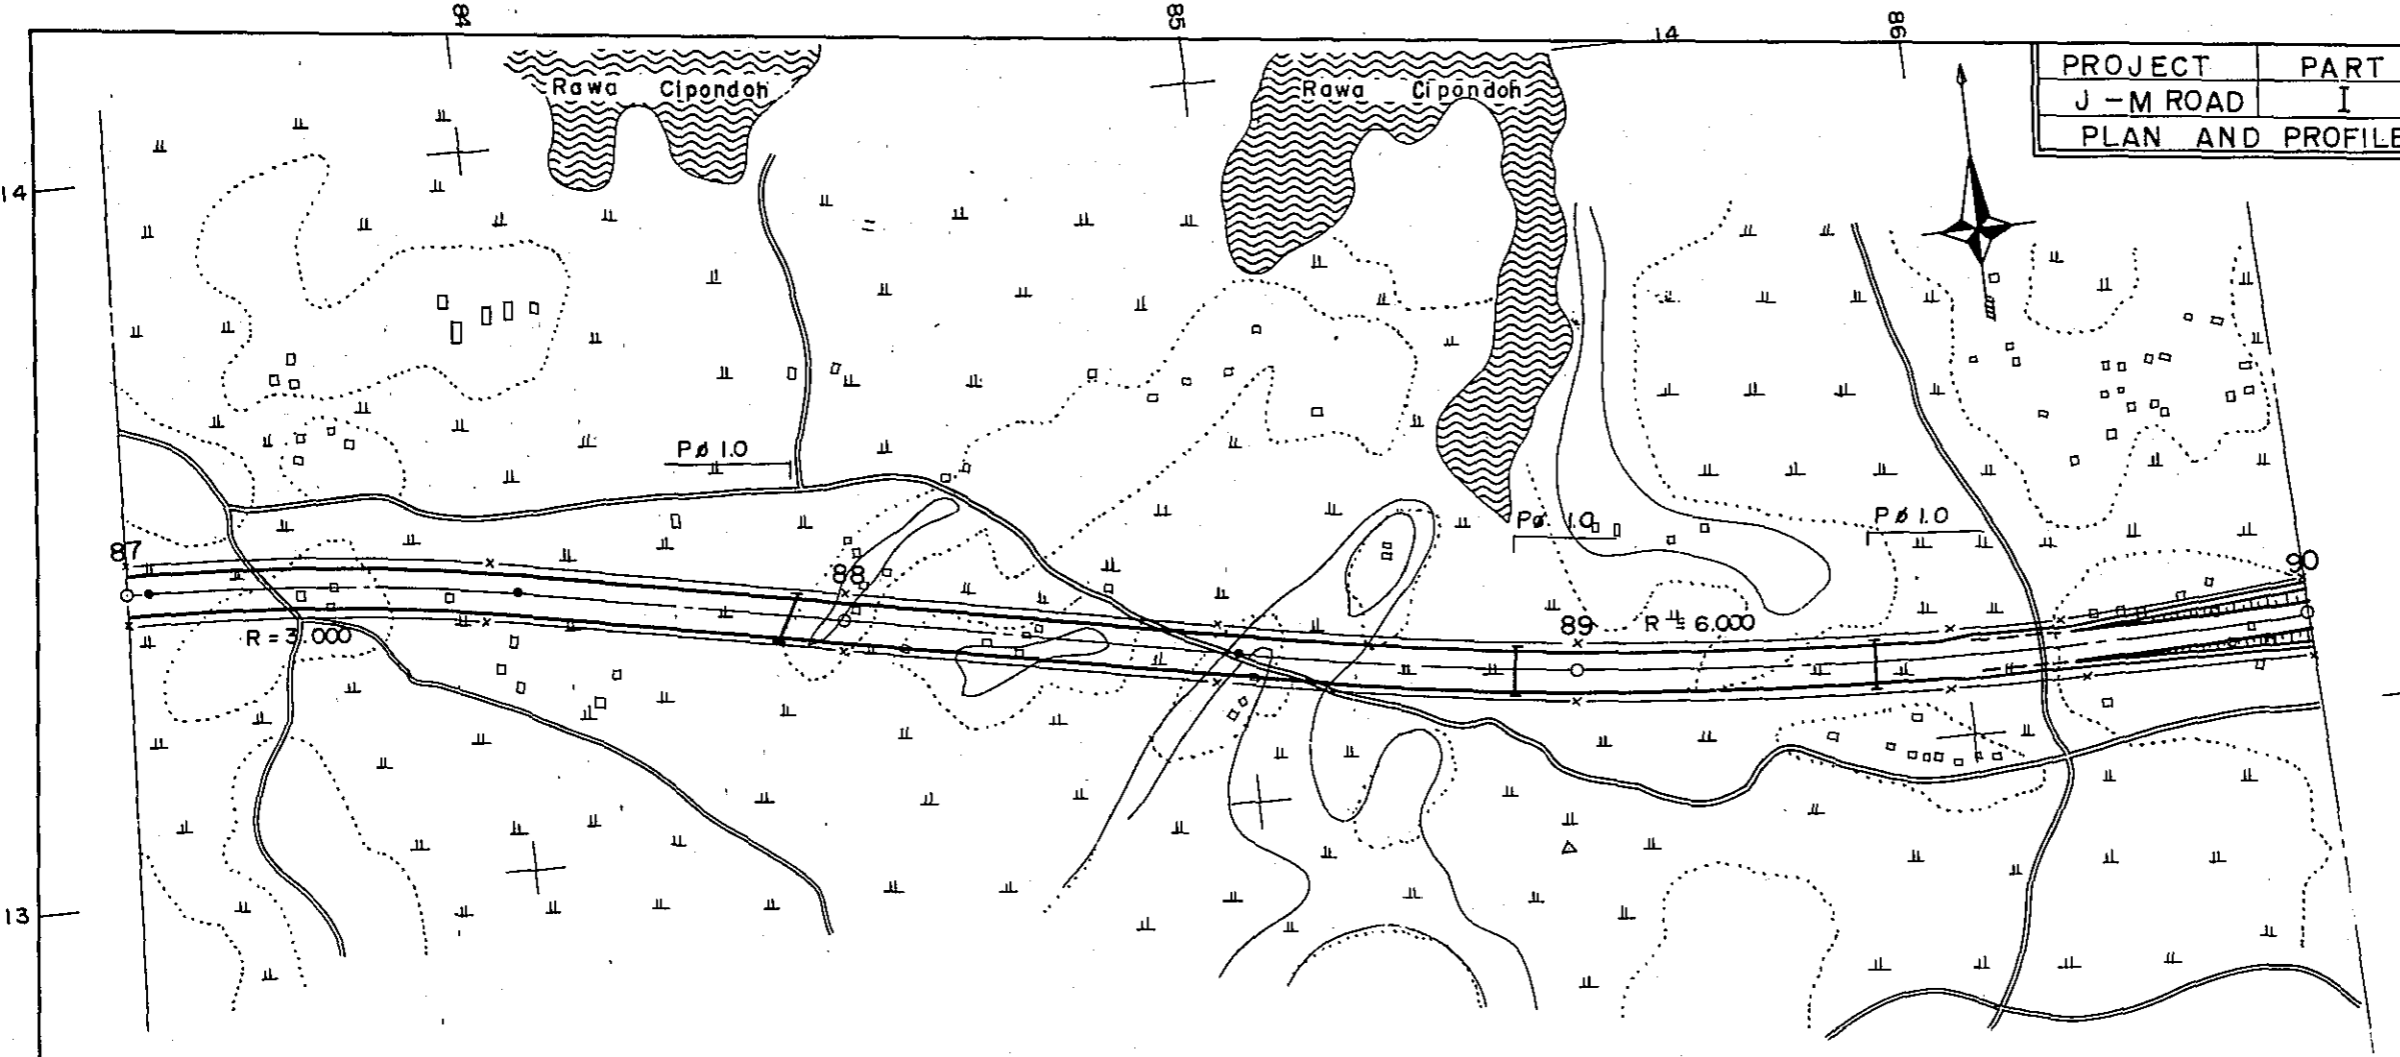 84
85
86
14
PROJECT PART
J-M ROAD I
PLAN AND PROFILE
Rawa Cipondoh
Rawa Cipondoh
14
Pø 1.0
Pø 1.0
Pø 1.0
87
88
89
90
R = 3 000
R = 6.000
13